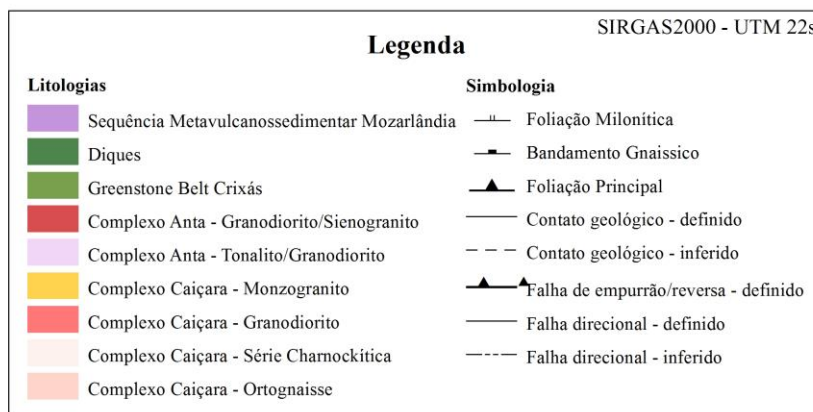 SIRGAS2000 - UTM 22s
Legenda
Litologias
Sequência Metavulcanossedimentar Mozarlândia
Diques
Greenstone Belt Crixás
Complexo Anta - Granodiorito/Sienogranito
Complexo Anta - Tonalito/Granodiorito
Complexo Caiçara - Monzogranito
Complexo Caiçara - Granodiorito
Complexo Caiçara - Série Charnockítica
Complexo Caiçara - Ortognaisse
Simbologia
Foliação Milonítica
Bandamento Gnaissico
Foliação Principal
Contato geológico - definido
Contato geológico - inferido
Falha de empurrão/reversa - definido
Falha direcional - definido
Falha direcional - inferido